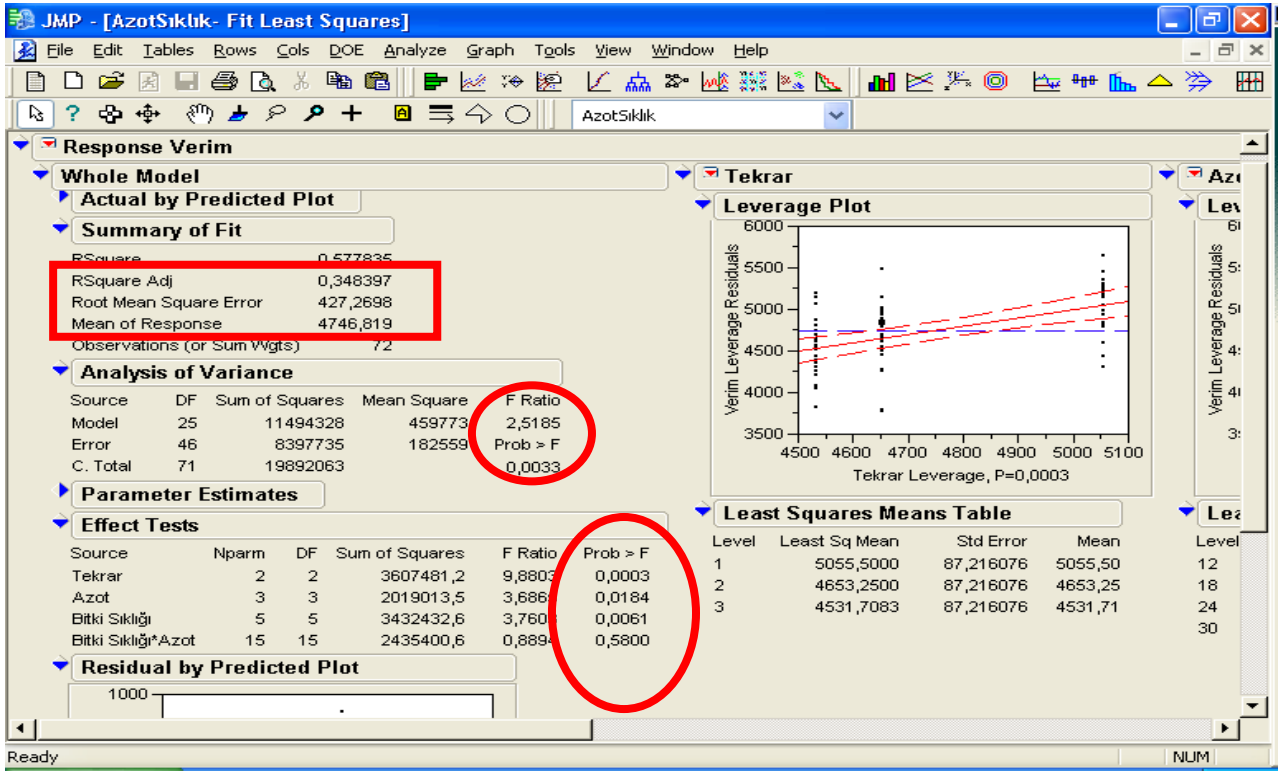 JMP - [AzotSıklık- Fit Least Squares]
File Edit Tables Rows Cols DOE Analyze Graph Tools View Window Help
AzotSıklık
Response Verim
Whole Model
Actual by Predicted Plot
Summary of Fit
RSquare 0,577835
RSquare Adj 0,348397
Root Mean Square Error 427,2698
Mean of Response 4746,819
Observations (or Sum Wgts) 72
Analysis of Variance
Source DF Sum of Squares Mean Square F Ratio
Model 25 11494328 459773 2,5185
Error 46 8397735 182559 Prob > F
C. Total 71 19892063 0,0033
Parameter Estimates
Effect Tests
Source Nparm DF Sum of Squares F Ratio Prob > F
Tekrar 2 2 3607481,2 9,8803 0,0003
Azot 3 3 2019013,5 0,0184
Bitki Sıklığı 5 5 3432432,6 0,0061
Bitki Sıklığı*Azot 15 15 2435400,6 0,5800
Residual by Predicted Plot
1000
Tekrar
Leverage Plot
Verim Leverage Residuals
6000
5500
5000
4500
4000
3500
4500 4600 4700 4800 4900 5000 5100
Tekrar Leverage, P=0,0003
Least Squares Means Table
Level Least Sq Mean Std Error Mean
1 5055,5000 87,216076 5055,50
2 4653,2500 87,216076 4653,25
3 4531,7083 87,216076 4531,71
Level
12
18
24
30
Ready
NUM